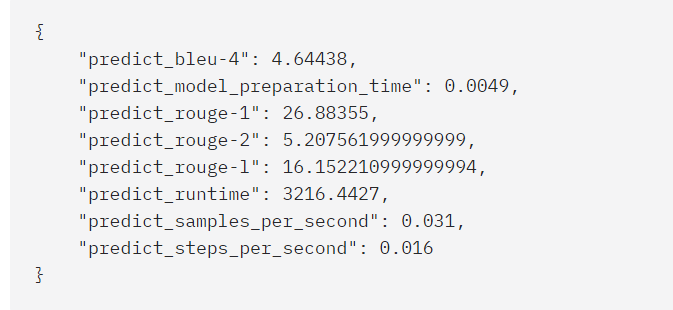 {
    "predict_bleu-4": 4.64438,
    "predict_model_preparation_time": 0.0049,
    "predict_rouge-1": 26.88355,
    "predict_rouge-2": 5.207561999999999,
    "predict_rouge-l": 16.152210999999994,
    "predict_runtime": 3216.4427,
    "predict_samples_per_second": 0.031,
    "predict_steps_per_second": 0.016
}